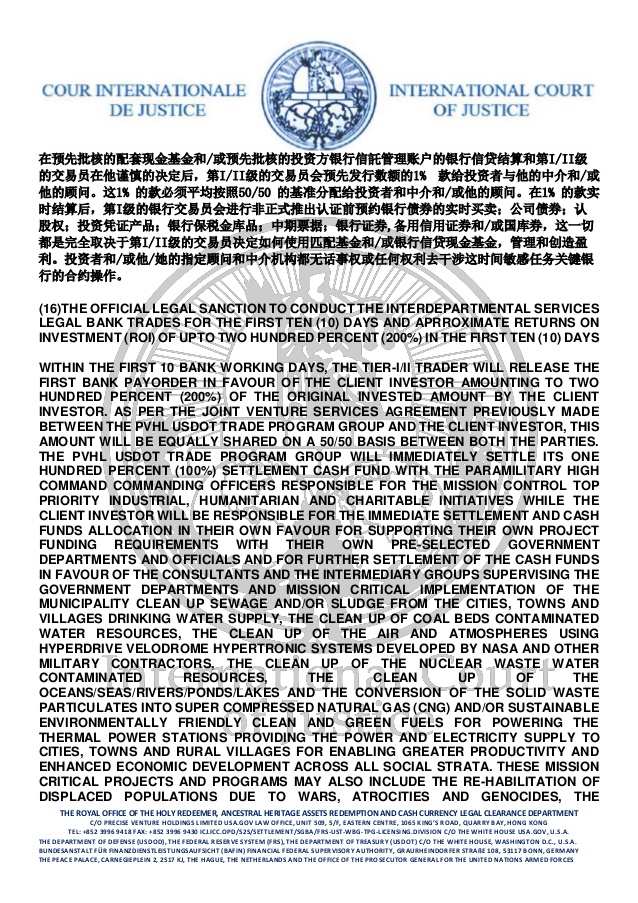 COUR INTERNATIONALE
DE JUSTICE
INTERNATIONAL COURT
OF JUSTICE
在预先批核的配套现金基金和/或预先批核的投资方银行信託管理账户的银行信贷结算和第I/II级
的交易员在他谨慎的决定后，第I/II级的交易员会预先发行数额的1% 款给投资者与他的中介和/或
他的顾问。这1% 的款必须平均按照50/50 的基准分配给投资者和中介和/或他的顾问。在1% 的款实
时结算后，第I级的银行交易员会进行非正式推出认证前预约银行债券的实时买卖；公司债券；认
股权；投资凭证产品；银行保税金库品；中期票据；银行证券,备用信用证券和/或国库券，这一切
都是完全取决于第I/II级的交易员决定如何使用匹配基金和/或银行信贷现金基金，管理和创造盈
利。投资者和/或他/她的指定顾问和中介机构都无话事权或任何权利去干涉这时间敏感任务关键银
行的合约操作。
(16)THE OFFICIAL LEGAL SANCTION TO CONDUCT THE INTERDEPARTMENTAL SERVICES
LEGAL BANK TRADES FOR THE FIRST TEN (10) DAYS AND APRROXIMATE RETURNS ON
INVESTMENT (ROI) OF UPTO TWO HUNDRED PERCENT (200%) IN THE FIRST TEN (10) DAYS
WITHIN THE FIRST 10 BANK WORKING DAYS, THE TIER-I/II TRADER WILL RELEASE THE
FIRST BANK PAYORDER IN FAVOUR OF THE CLIENT INVESTOR AMOUNTING TO TWO
HUNDRED PERCENT (200%) OF THE ORIGINAL INVESTED AMOUNT BY THE CLIENT
INVESTOR. AS PER THE JOINT VENTURE SERVICES AGREEMENT PREVIOUSLY MADE
BETWEEN THE PVHL USDOT TRADE PROGRAM GROUP AND THE CLIENT INVESTOR, THIS
AMOUNT WILL BE EQUALLY SHARED ON A 50/50 BASIS BETWEEN BOTH THE PARTIES.
THE PVHL USDOT TRADE PROGRAM GROUP WILL IMMEDIATELY SETTLE ITS ONE
HUNDRED PERCENT (100%) SETTLEMENT CASH FUND WITH THE PARAMILITARY HIGH
COMMAND COMMANDING OFFICERS RESPONSIBLE FOR THE MISSION CONTROL TOP
PRIORITY INDUSTRIAL, HUMANITARIAN AND CHARITABLE INITIATIVES WHILE THE
CLIENT INVESTOR WILL BE RESPONSIBLE FOR THE IMMEDIATE SETTLEMENT AND CASH
FUNDS ALLOCATION IN THEIR OWN FAVOUR FOR SUPPORTING THEIR OWN PROJECT
FUNDING REQUIREMENTS WITH THEIR OWN PRE-SELECTED GOVERNMENT
DEPARTMENTS AND OFFICIALS AND FOR FURTHER SETTLEMENT OF THE CASH FUNDS
IN FAVOUR OF THE CONSULTANTS AND THE INTERMEDIARY GROUPS SUPERVISING THE
GOVERNMENT DEPARTMENTS AND MISSION CRITICAL IMPLEMENTATION OF THE
MUNICIPALITY CLEAN UP SEWAGE AND/OR SLUDGE FROM THE CITIES, TOWNS AND
VILLAGES DRINKING WATER SUPPLY, THE CLEAN UP OF COAL BEDS CONTAMINATED
WATER RESOURCES, THE CLEAN UP OF THE AIR AND ATMOSPHERES USING
HYPERDRIVE VELODROME HYPERTRONIC SYSTEMS DEVELOPED BY NASA AND OTHER
MILITARY CONTRACTORS, THE CLEAN UP OF THE NUCLEAR WASTE WATER
CONTAMINATED RESOURCES, THE CLEAN UP OF THE
OCEANS/SEAS/RIVERS/PONDS/LAKES AND THE CONVERSION OF THE SOLID WASTE
PARTICULATES INTO SUPER COMPRESSED NATURAL GAS (CNG) AND/OR SUSTAINABLE
ENVIRONMENTALLY FRIENDLY CLEAN AND GREEN FUELS FOR POWERING THE
THERMAL POWER STATIONS PROVIDING THE POWER AND ELECTRICITY SUPPLY TO
CITIES, TOWNS AND RURAL VILLAGES FOR ENABLING GREATER PRODUCTIVITY AND
ENHANCED ECONOMIC DEVELOPMENT ACROSS ALL SOCIAL STRATA. THESE MISSION
CRITICAL PROJECTS AND PROGRAMS MAY ALSO INCLUDE THE RE-HABILITATION OF
DISPLACED POPULATIONS DUE TO WARS, ATROCITIES AND GENOCIDES, THE
International Court
of Justice
THE ROYAL OFFICE OF THE HOLY REDEEMER, ANCESTRAL HERITAGE ASSETS REDEMPTION AND CASH CURRENCY LEGAL CLEARANCE DEPARTMENT
C/O PRECISE VENTURE HOLDINGS LIMITED USA.GOV LAW OFFICE, UNIT 509, 5/F, EASTERN CENTRE, 1065 KING'S ROAD, QUARRY BAY, HONG KONG
TEL: +852 3996 9418 FAX: +852 3996 9430 ICJ.ICC.OPD/S2S/SETTLEMENT/SGBA/FRS-UST-WBG-TPG-LICENSING.DIVISION C/O THE WHITE HOUSE USA.GOV, U.S.A.
THE DEPARTMENT OF DEFENSE (USDOD), THE FEDERAL RESERVE SYSTEM (FRS), THE DEPARTMENT OF TREASURY (USDOT) C/O THE WHITE HOUSE, WASHINGTON D.C., U.S.A.
BUNDESANSTALT FÜR FINANZDIENSTLEISTUNGSAUFSICHT (BAFIN) FINANCIAL FEDERAL SUPERVISORY AUTHORITY, GRAURHEINDORFER STRAßE 108, 53117 BONN, GERMANY
THE PEACE PALACE, CARNEGIEPLEIN 2, 2517 KJ, THE HAGUE, THE NETHERLANDS AND THE OFFICE OF THE PROSECUTOR GENERAL FOR THE UNITED NATIONS ARMED FORCES